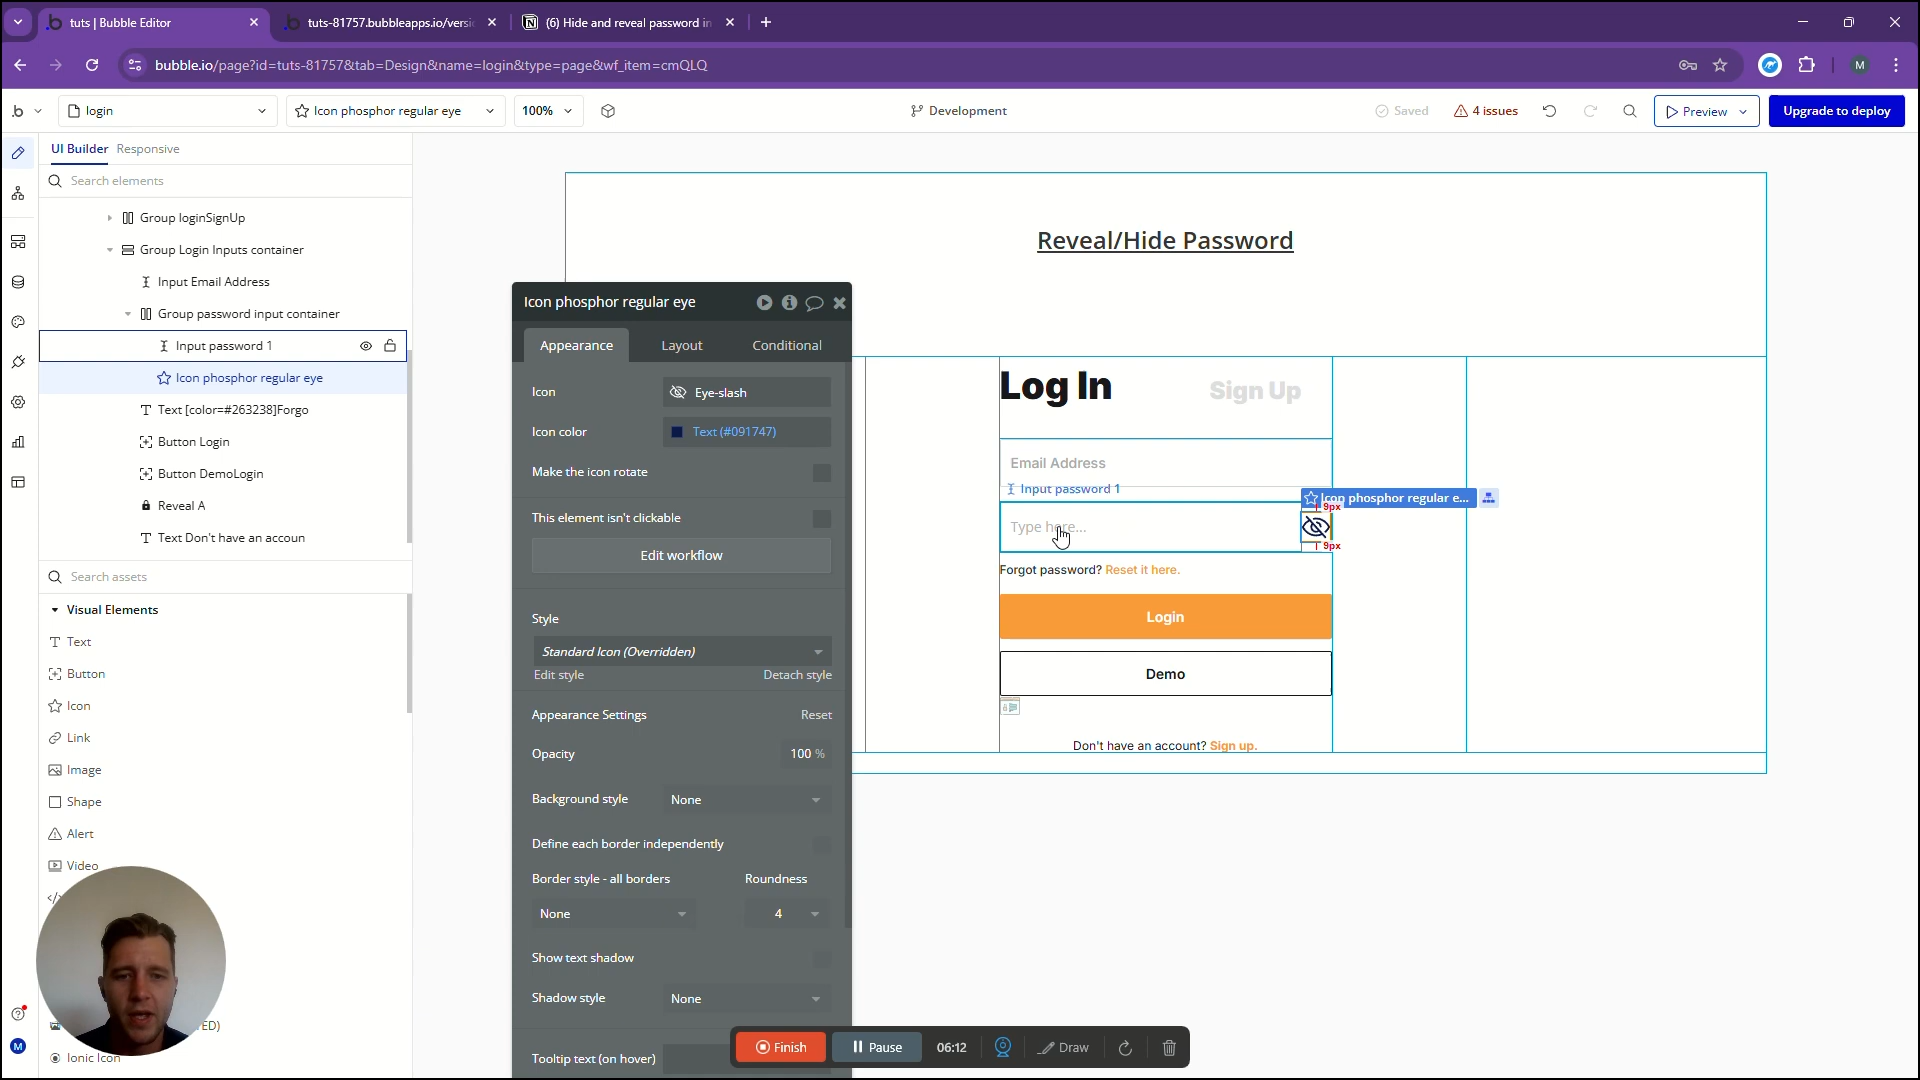 tuts | Bubble Editor
tuts-81757.bubbleapps.io/versi
(6) Hide and reveal password in
bubble.io/page?id=tuts-81757&tab=Design&name=login&type=page&wf_item=cmQLQ
M
login
Icon phosphor regular eye
100%
Development
Saved
4 issues
Preview
Upgrade to deploy
UI Builder
Responsive
Search elements
Group loginSignUp
Group Login Inputs container
Input Email Address
Group password input container
Input password 1
Icon phosphor regular eye
Text [color=#263238]Forgo
Button Login
Button DemoLogin
Reveal A
Text Don't have an accoun
Search assets
Visual Elements
Text
Button
Icon
Link
Image
Shape
Alert
Video
ED)
Ionic Icon
M
Icon phosphor regular eye
Appearance
Layout
Conditional
Icon
Eye-slash
Icon color
Text (#091747)
Make the icon rotate
This element isn't clickable
Edit workflow
Style
Standard Icon (Overridden)
Edit style
Detach style
Appearance Settings
Reset
Opacity
100 %
Background style
None
Define each border independently
Border style - all borders
Roundness
None
4
Show text shadow
Shadow style
None
Tooltip text (on hover)
Reveal/Hide Password
Log In
Sign Up
Email Address
Input password 1
Icon phosphor regular e...
9px
Type here...
9px
Forgot password? Reset it here.
Login
Demo
Don't have an account? Sign up.
Finish
Pause
06:12
Draw